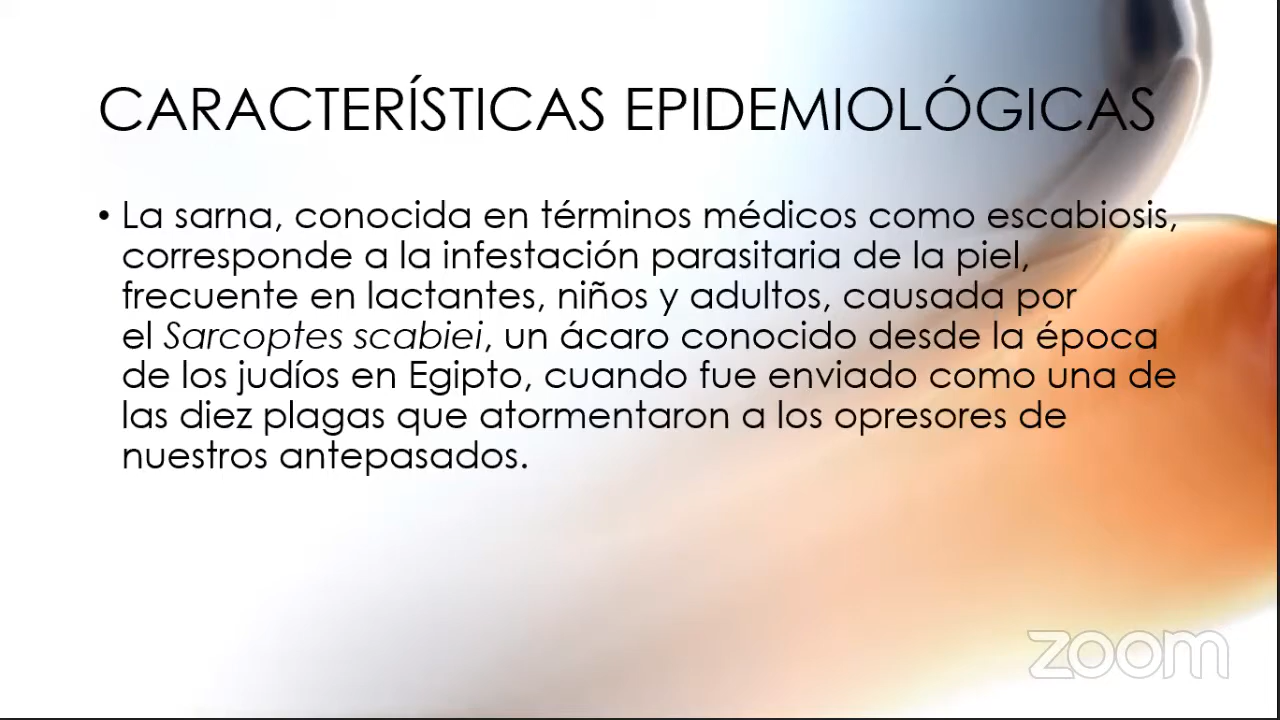 CARACTERÍSTICAS EPIDEMIOLÓGICAS
• La sarna, conocida en términos médicos como escabiosis,
corresponde a la infestación parasitaria de la piel,
frecuente en lactantes, niños y adultos, causada por
el Sarcoptes scabiei, un ácaro conocido desde la época
de los judíos en Egipto, cuando fue enviado como una de
las diez plagas que atormentaron a los opresores de
nuestros antepasados.
zoom